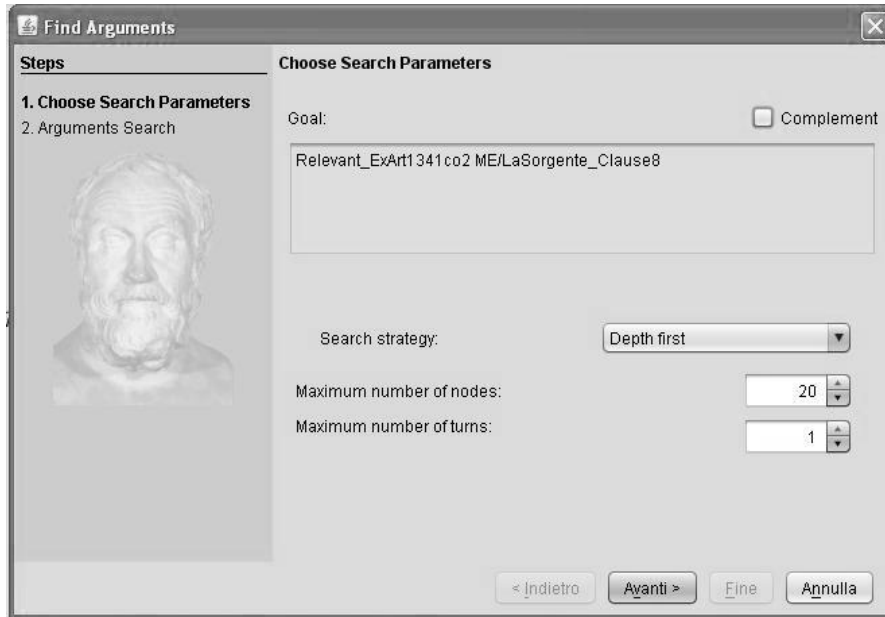 Find Arguments
Steps
1. Choose Search Parameters
2. Arguments Search
Choose Search Parameters
Goal:
Complement
Relevant_ExArt1341co2 ME/LaSorgente_Clause8
Search strategy:
Depth first
Maximum number of nodes:
20
Maximum number of turns:
1
< Indietro
Avanti >
Fine
Annulla